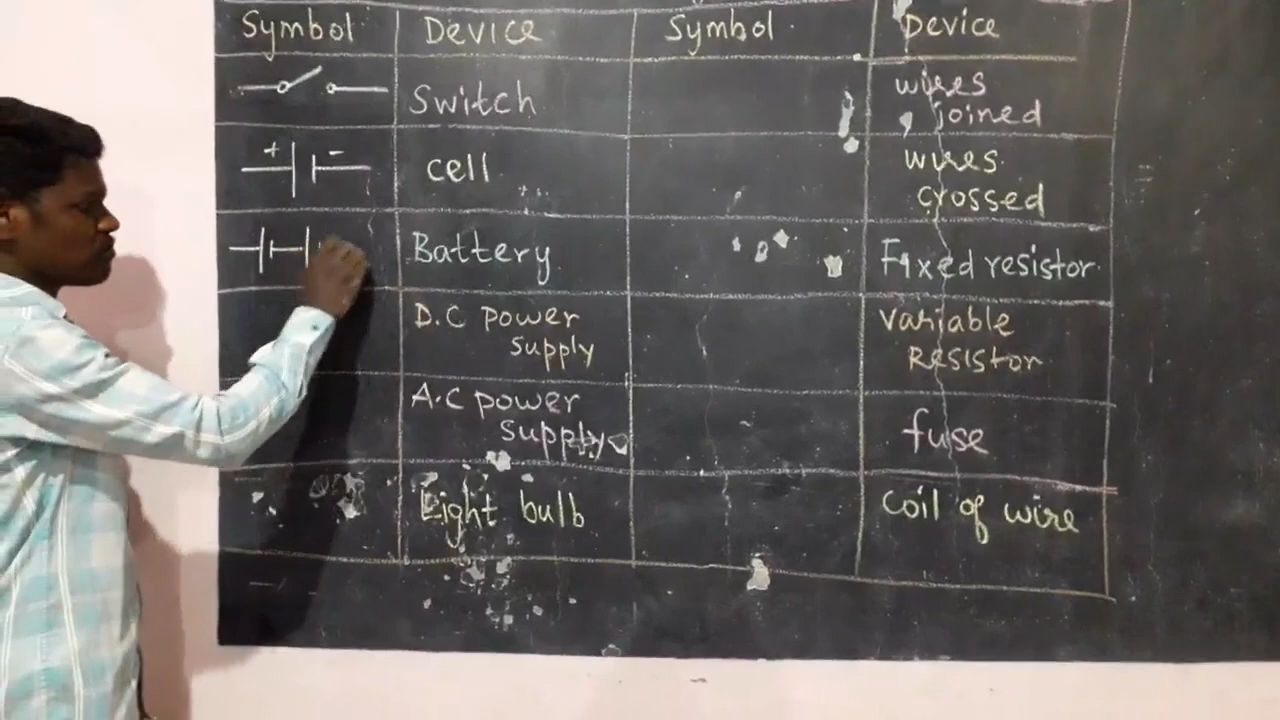 Symbol Device Symbol Device
Switch wires
joined
+ -
cell wires
crossed
Battery Fixed resistor
D.C power variable
supply Resistor
A.C power
supply fuse
Light bulb coil of wire